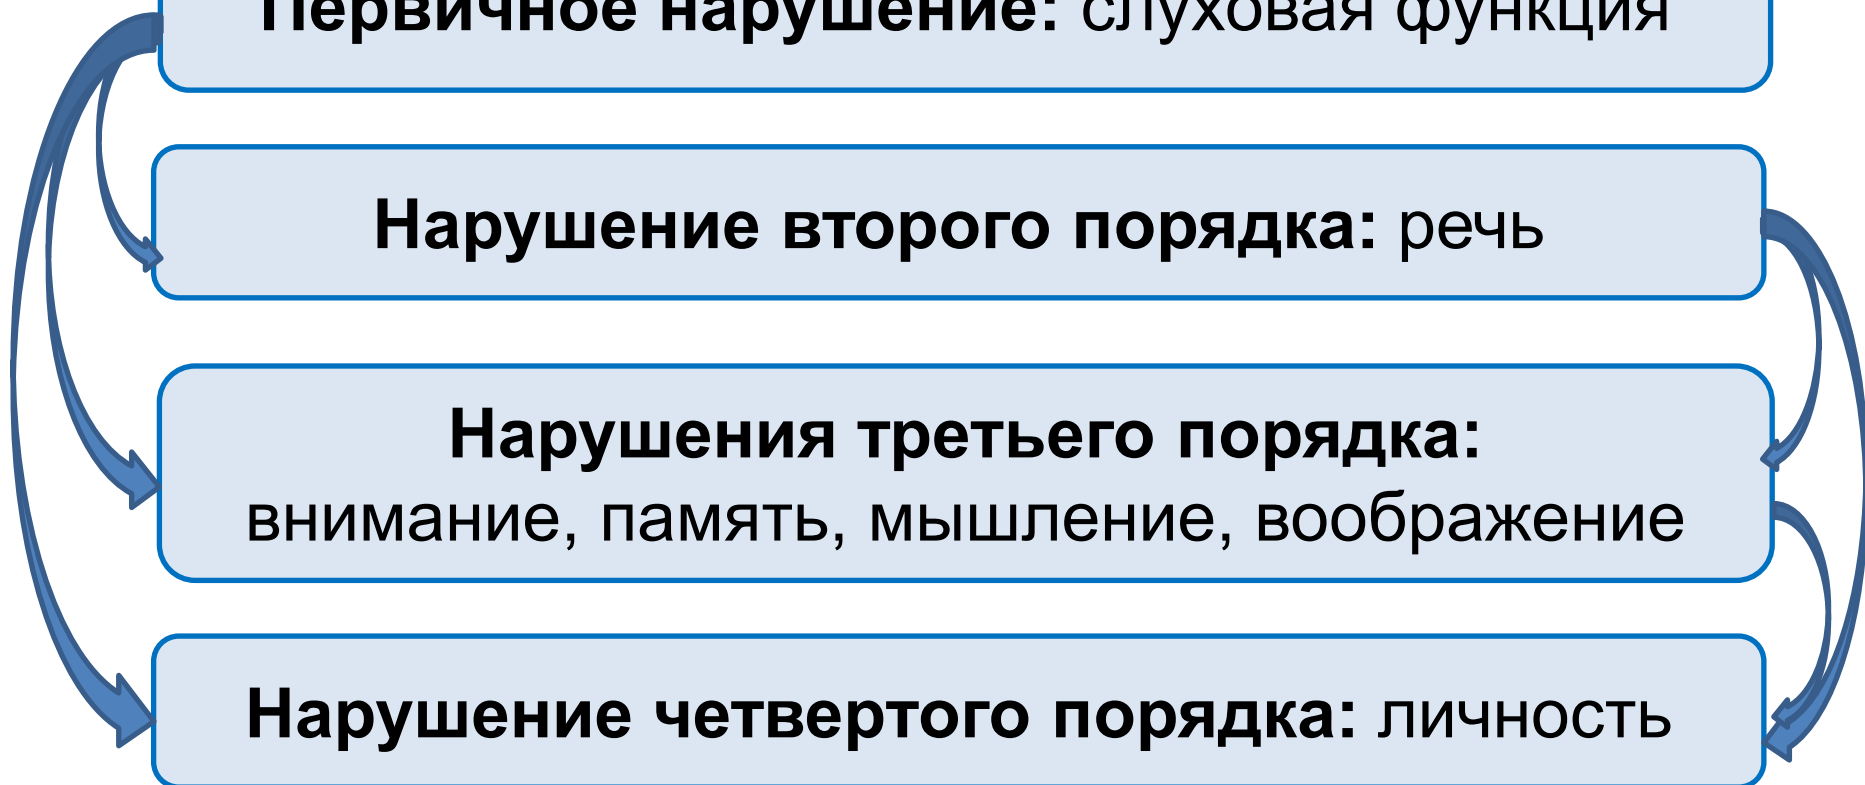 Первичное нарушение: слуховая функция
Нарушение второго порядка: речь
Нарушения третьего порядка:
внимание, память, мышление, воображение
Нарушение четвертого порядка: личность